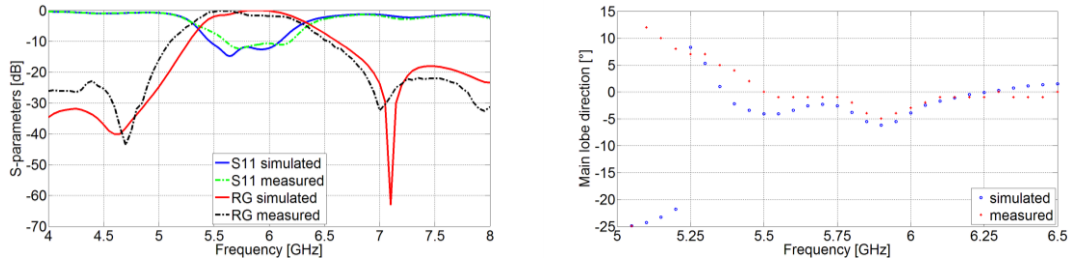 0
-10
-20
-30
-40
-50
-60
-70
S-parameters [dB]
S11 simulated
S11 measured
RG simulated
RG measured
4 4.5 5 5.5 6 6.5 7 7.5 8
Frequency [GHz]
15
10
5
0
-5
-10
-15
-20
-25
Main lobe direction [°]
simulated
measured
5 5.25 5.5 5.75 6 6.25 6.5
Frequency [GHz]